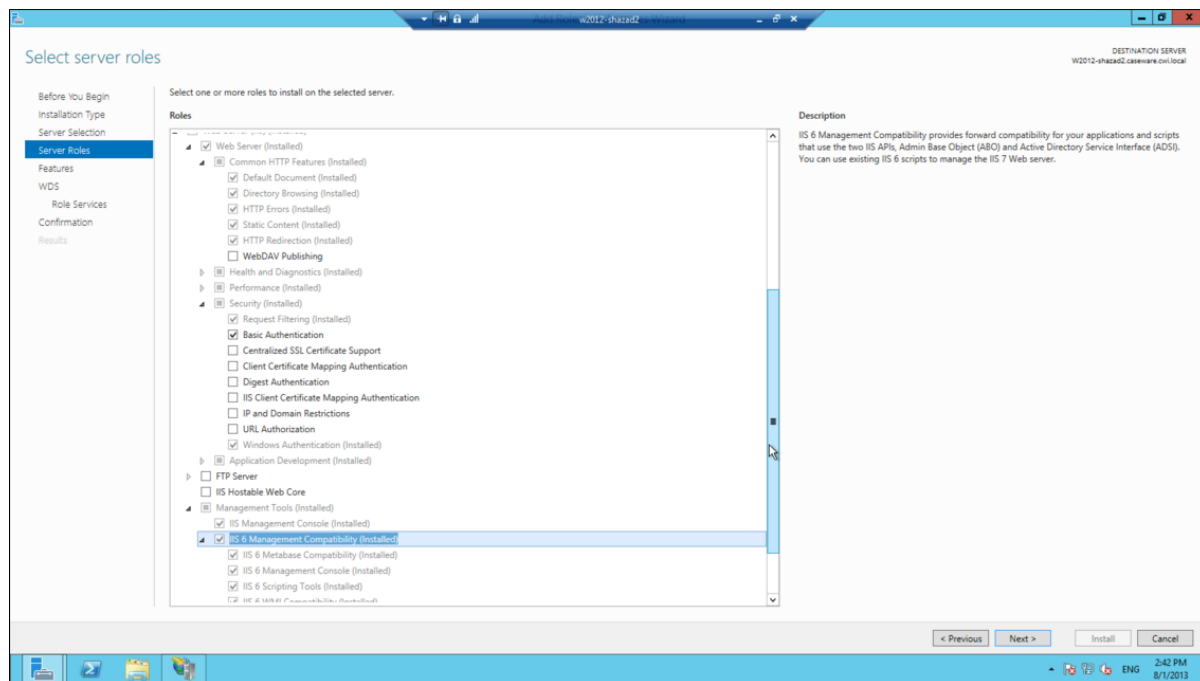 w2012-shazad2
Select server roles
DESTINATION SERVER
W2012-shazad2.caseware.cwi.local
Before You Begin
Installation Type
Server Selection
Server Roles
Features
WDS
Role Services
Confirmation
Results
Select one or more roles to install on the selected server.
Roles
Web Server (Installed)
Common HTTP Features (Installed)
Default Document (Installed)
Directory Browsing (Installed)
HTTP Errors (Installed)
Static Content (Installed)
HTTP Redirection (Installed)
WebDAV Publishing
Health and Diagnostics (Installed)
Performance (Installed)
Security (Installed)
Request Filtering (Installed)
Basic Authentication
Centralized SSL Certificate Support
Client Certificate Mapping Authentication
Digest Authentication
IIS Client Certificate Mapping Authentication
IP and Domain Restrictions
URL Authorization
Windows Authentication (Installed)
Application Development (Installed)
FTP Server
IIS Hostable Web Core
Management Tools (Installed)
IIS Management Console (Installed)
IIS 6 Management Compatibility (Installed)
IIS 6 Metabase Compatibility (Installed)
IIS 6 Management Console (Installed)
IIS 6 Scripting Tools (Installed)
IIS 6 WMI Compatibility (Installed)
Description
IIS 6 Management Compatibility provides forward compatibility for your applications and scripts
that use the two IIS APIs, Admin Base Object (ABO) and Active Directory Service Interface (ADSI).
You can use existing IIS 6 scripts to manage the IIS 7 Web server.
< Previous
Next >
Install
Cancel
ENG
2:42 PM
8/1/2013